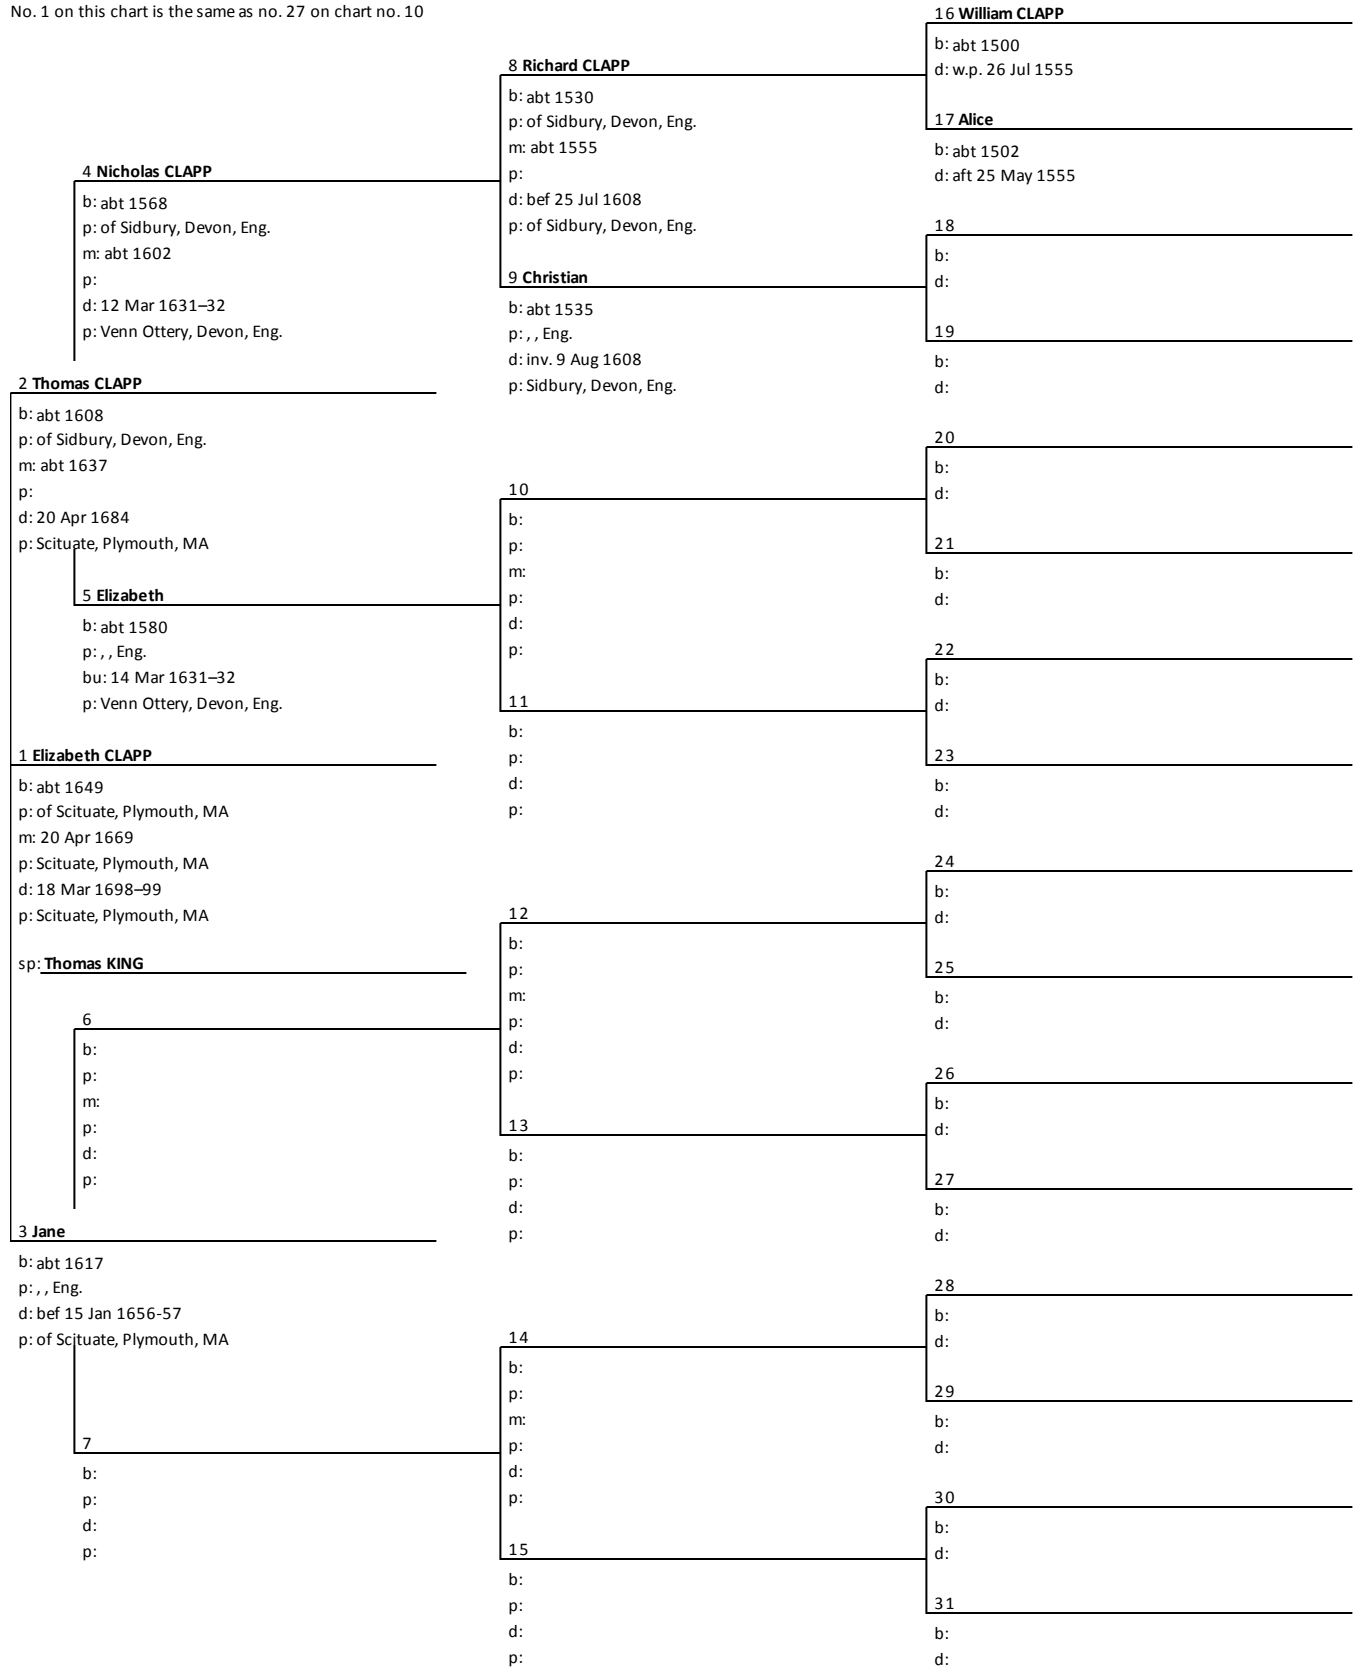 No. 1 on this chart is the same as no. 27 on chart no. 10
16 William CLAPP
b: abt 1500
d: w.p. 26 Jul 1555
8 Richard CLAPP
b: abt 1530
p: of Sidbury, Devon, Eng.
m: abt 1555
p:
d: bef 25 Jul 1608
p: of Sidbury, Devon, Eng.
17 Alice
b: abt 1502
d: aft 25 May 1555
4 Nicholas CLAPP
b: abt 1568
p: of Sidbury, Devon, Eng.
m: abt 1602
p:
d: 12 Mar 1631–32
p: Venn Ottery, Devon, Eng.
18
b:
d:
9 Christian
b: abt 1535
p: , , Eng.
d: inv. 9 Aug 1608
p: Sidbury, Devon, Eng.
19
b:
d:
2 Thomas CLAPP
b: abt 1608
p: of Sidbury, Devon, Eng.
m: abt 1637
p:
d: 20 Apr 1684
p: Scituate, Plymouth, MA
20
b:
d:
10
b:
p:
m:
p:
d:
p:
21
b:
d:
5 Elizabeth
b: abt 1580
p: , , Eng.
bu: 14 Mar 1631–32
p: Venn Ottery, Devon, Eng.
22
b:
d:
11
b:
p:
d:
p:
23
b:
d:
1 Elizabeth CLAPP
b: abt 1649
p: of Scituate, Plymouth, MA
m: 20 Apr 1669
p: Scituate, Plymouth, MA
d: 18 Mar 1698–99
p: Scituate, Plymouth, MA
sp: Thomas KING
24
b:
d:
12
b:
p:
m:
p:
d:
p:
25
b:
d:
6
b:
p:
m:
p:
d:
p:
26
b:
d:
13
b:
p:
d:
p:
27
b:
d:
3 Jane
b: abt 1617
p: , , Eng.
d: bef 15 Jan 1656-57
p: of Scituate, Plymouth, MA
28
b:
d:
14
b:
p:
m:
p:
d:
p:
29
b:
d:
7
b:
p:
d:
p:
30
b:
d:
15
b:
p:
d:
p:
31
b:
d: